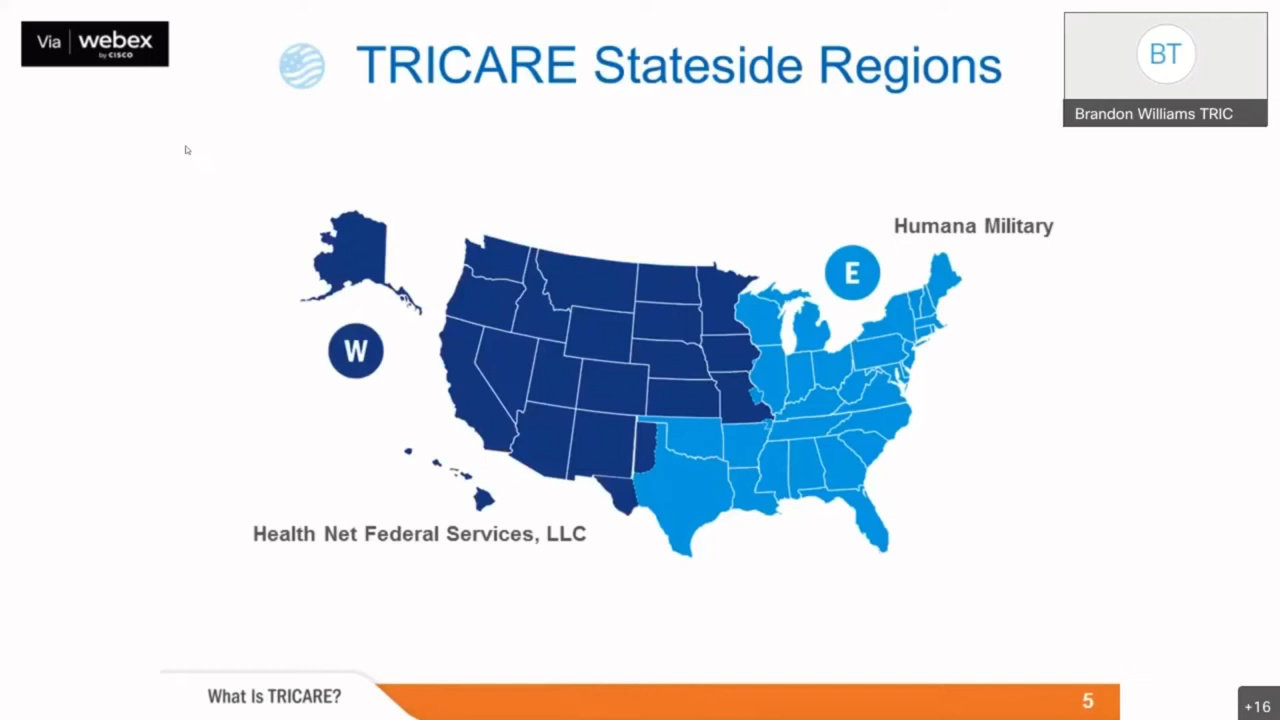 Via webex
by CISCO
TRICARE Stateside Regions
BT
Brandon Williams TRIC
Humana Military
E
W
Health Net Federal Services, LLC
What Is TRICARE?
5
+16